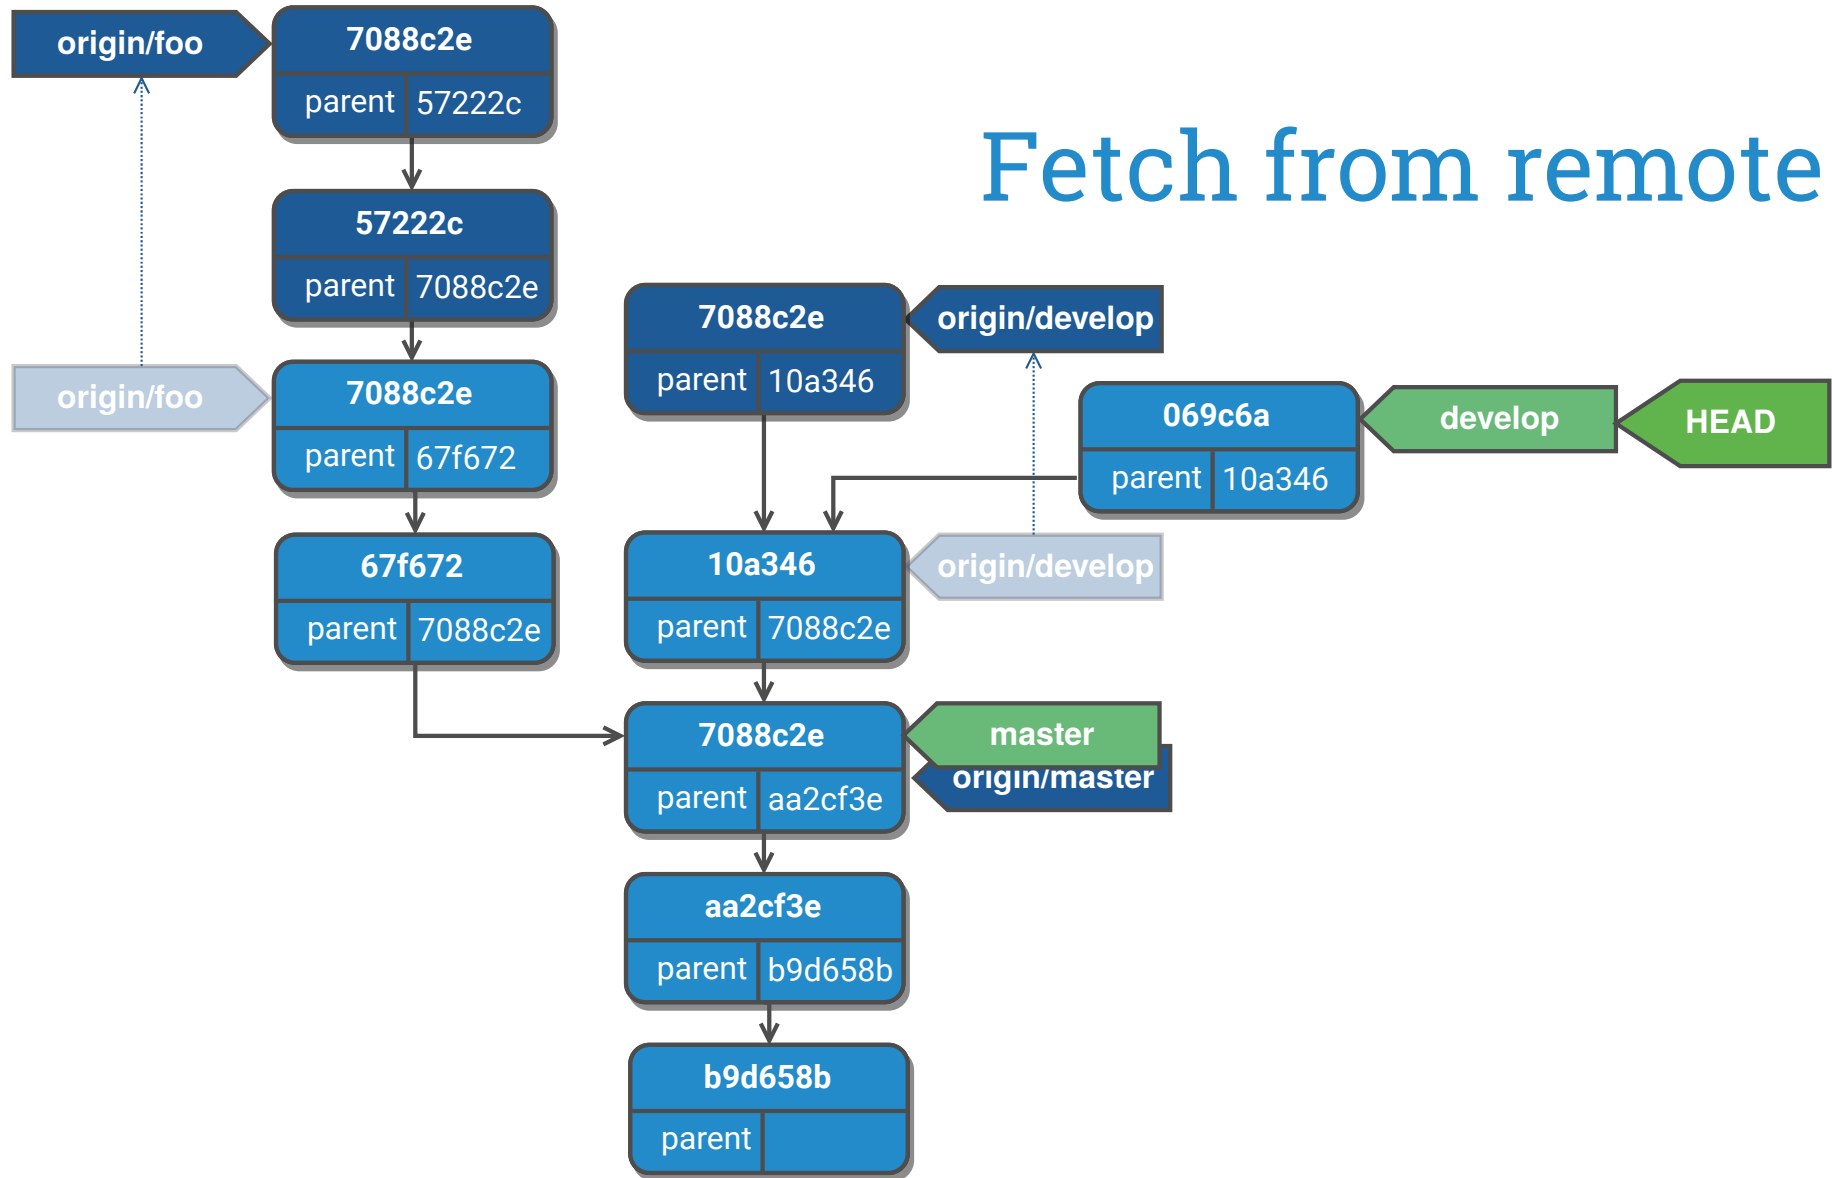 origin/foo
7088c2e
parent 57222c
Fetch from remote
57222c
parent 7088c2e
7088c2e
parent 10a346
origin/develop
origin/foo
7088c2e
parent 67f672
069c6a
parent 10a346
develop
HEAD
67f672
parent 7088c2e
10a346
parent 7088c2e
origin/develop
7088c2e
parent aa2cf3e
master
origin/master
aa2cf3e
parent b9d658b
b9d658b
parent